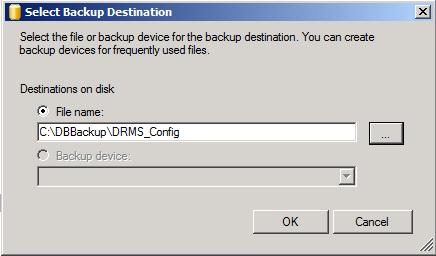 Select Backup Destination
Select the file or backup device for the backup destination. You can create
backup devices for frequently used files.
Destinations on disk
File name:
C:\DBBackup\DRMS_Config
...
Backup device:
OK Cancel